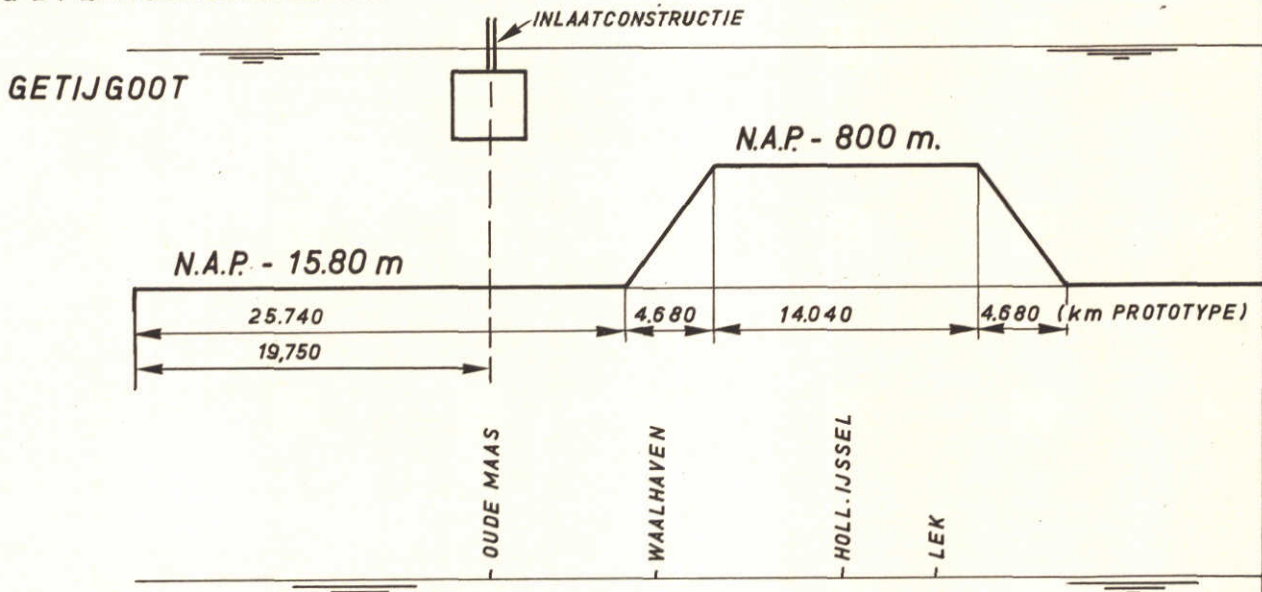 INLAATCONSTRUCTIE
GETIJGOOT
N.A.P. - 800 m.
N.A.P. - 15.80 m
25.740
4.680
14.040
4.680 (km PROTOTYPE)
19,750
OUDE MAAS
WAALHAVEN
HOLL. IJSSEL
LEK